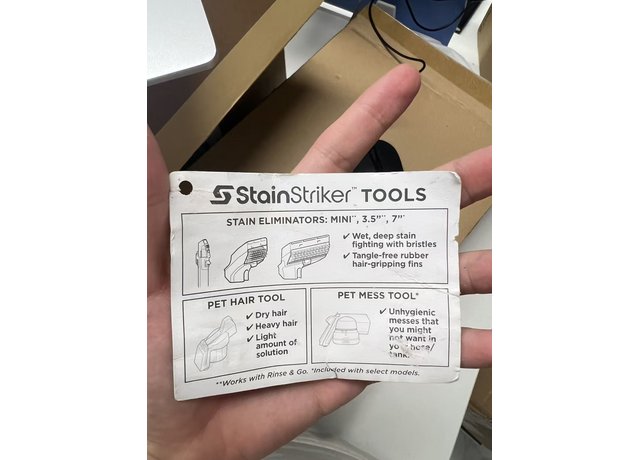 StainStriker™ TOOLS
STAIN ELIMINATORS: MINI**, 3.5"**, 7"*
✓ Wet, deep stain
fighting with bristles
✓ Tangle-free rubber
hair-gripping fins
PET HAIR TOOL
✓ Dry hair
✓ Heavy hair
✓ Light
amount of
solution
PET MESS TOOL*
✓ Unhygienic
messes that
you might
not want in
your hose/
tank.
**Works with Rinse & Go. *Included with select models.